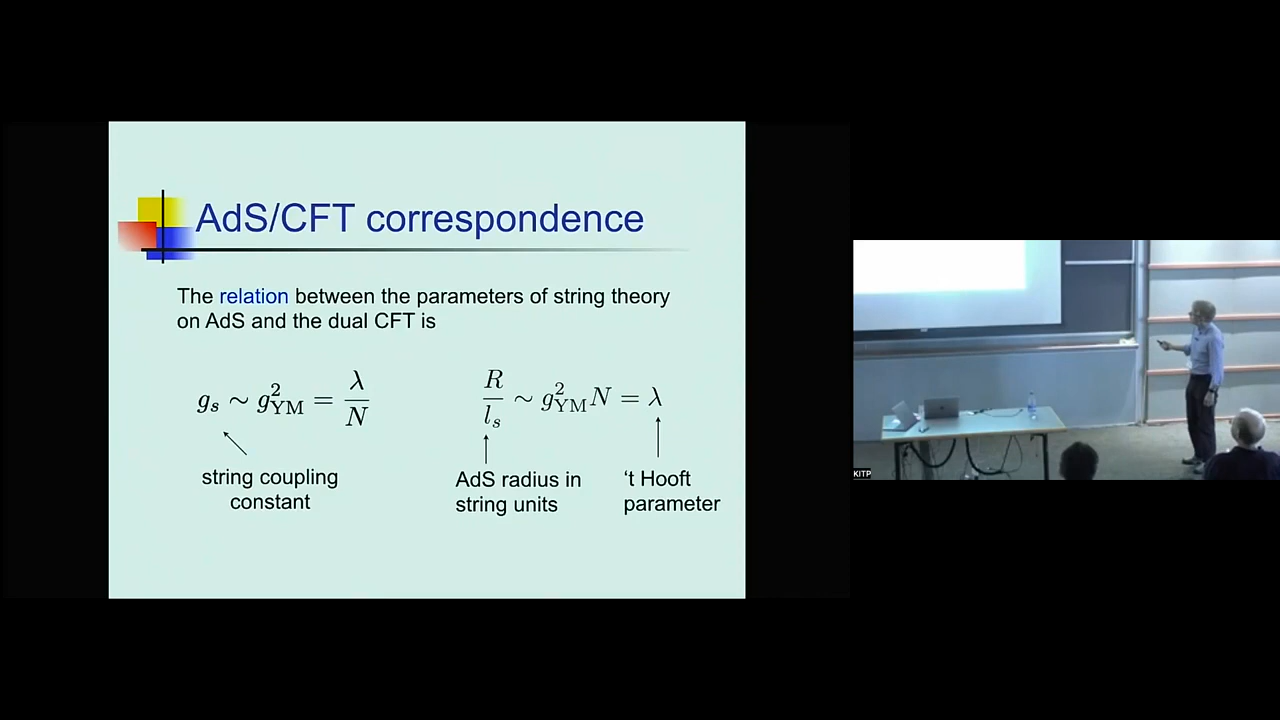 AdS/CFT correspondence
The relation between the parameters of string theory
on AdS and the dual CFT is
g_s ∼ g_YM^2 = λ/N
R/l_s ∼ g_YM^2 N = λ
string coupling
constant
AdS radius in
string units
‘t Hooft
parameter
KITP